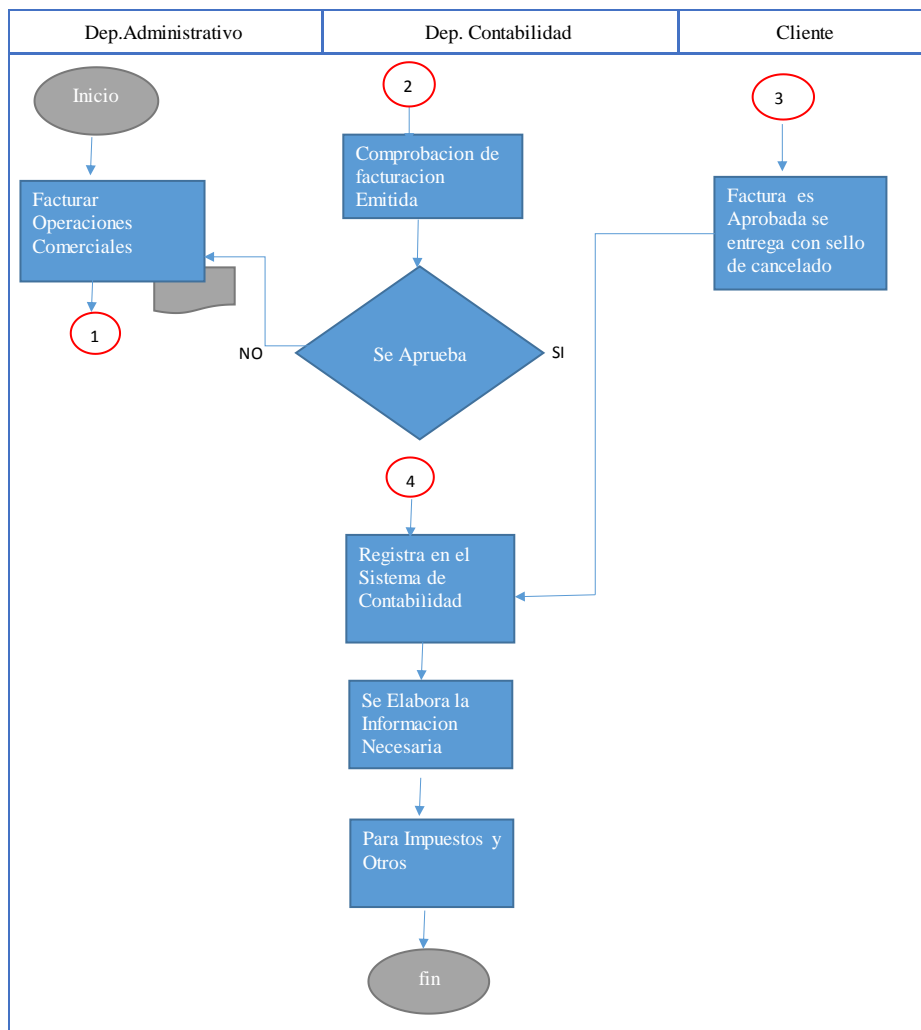 Dep.Administrativo
Dep. Contabilidad
Cliente
Inicio
2
3
Comprobacion de
facturacion
Emitida
Facturar
Operaciones
Comerciales
Factura es
Aprobada se
entrega con sello
de cancelado
1
NO
Se Aprueba
SI
4
Registra en el
Sistema de
Contabilidad
Se Elabora la
Informacion
Necesaria
Para Impuestos y
Otros
fin